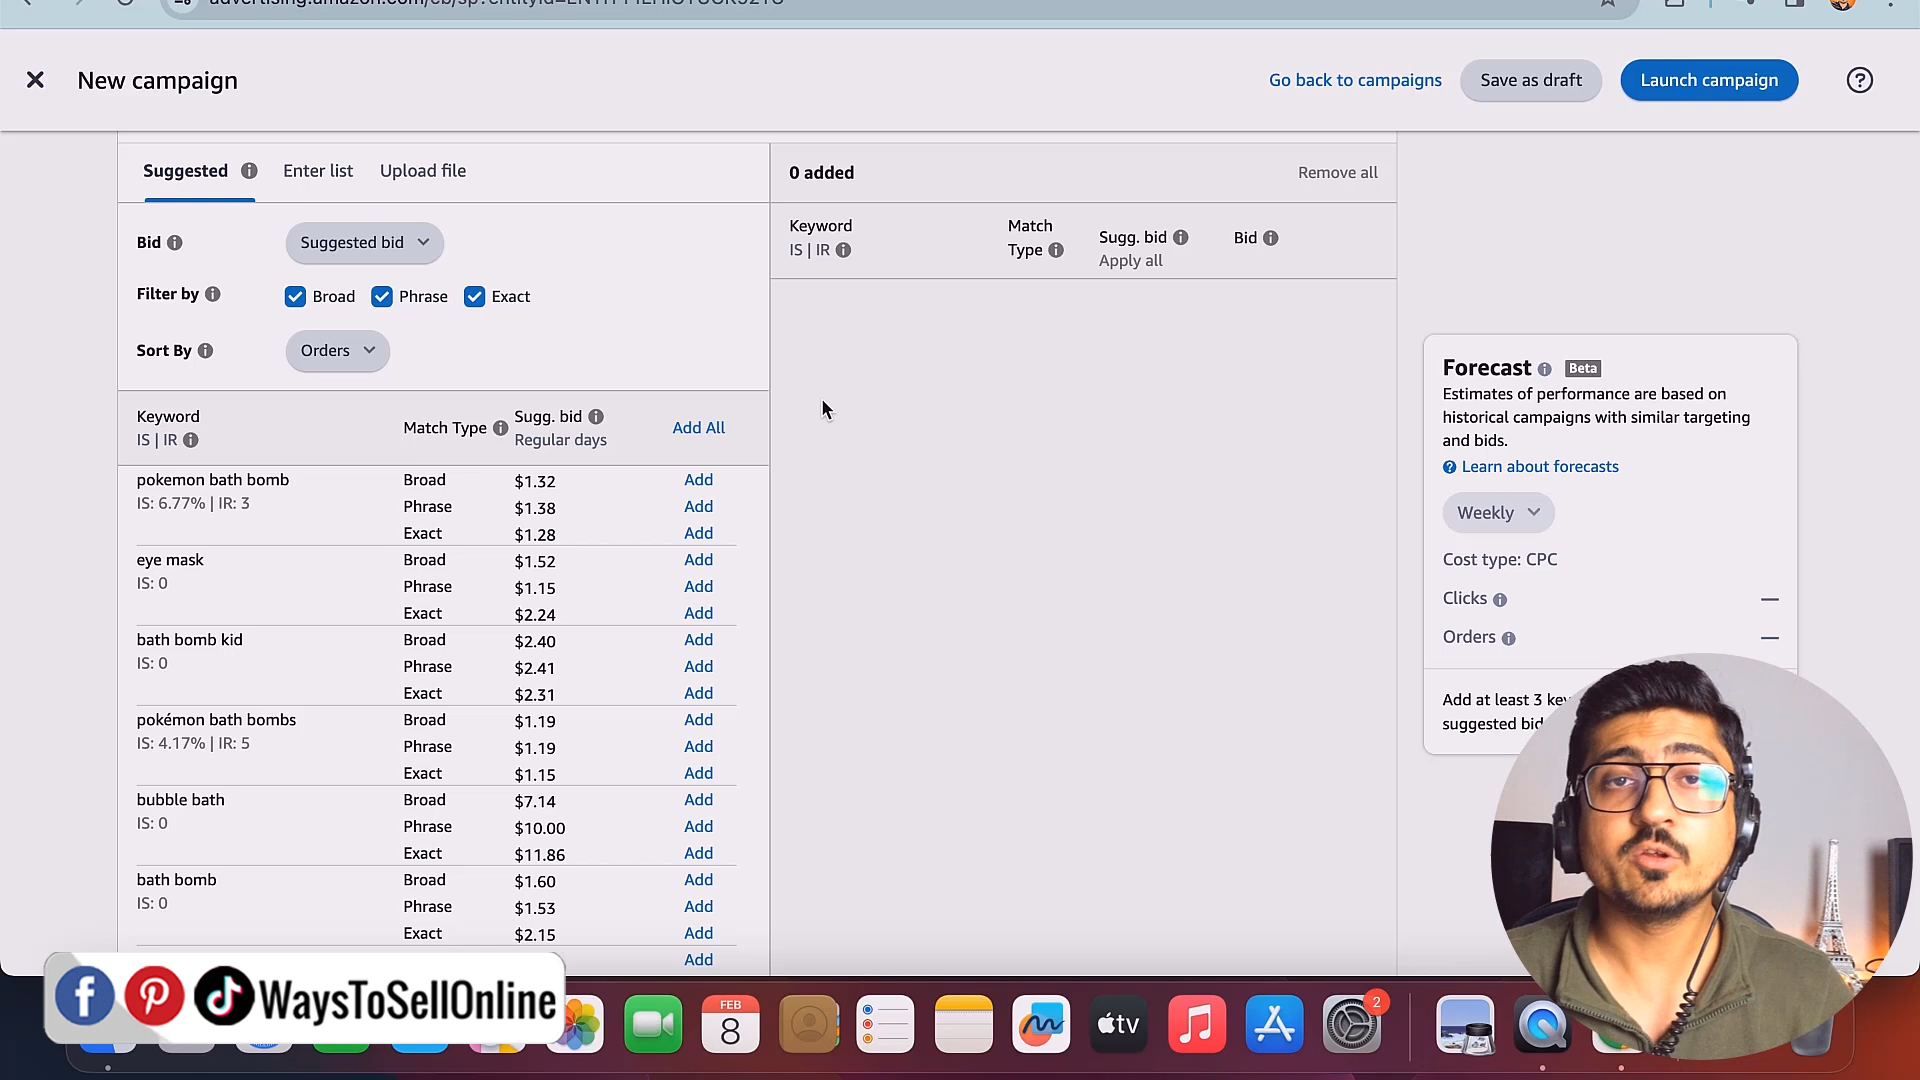 New campaign
Go back to campaigns
Save as draft
Launch campaign
Suggested
Enter list
Upload file
0 added
Remove all
Bid
Suggested bid
Filter by
Broad
Phrase
Exact
Sort By
Orders
Keyword
IS | IR
Match
Type
Sugg. bid
Apply all
Bid
Keyword
IS | IR
Match Type
Sugg. bid
Regular days
Add All
pokemon bath bomb
IS: 6.77% | IR: 3
Broad $1.32 Add
Phrase $1.38 Add
Exact $1.28 Add
eye mask
IS: 0
Broad $1.52 Add
Phrase $1.15 Add
Exact $2.24 Add
bath bomb kid
IS: 0
Broad $2.40 Add
Phrase $2.41 Add
Exact $2.31 Add
pokémon bath bombs
IS: 4.17% | IR: 5
Broad $1.19 Add
Phrase $1.19 Add
Exact $1.15 Add
bubble bath
IS: 0
Broad $7.14 Add
Phrase $10.00 Add
Exact $11.86 Add
bath bomb
IS: 0
Broad $1.60 Add
Phrase $1.53 Add
Exact $2.15 Add
Add
Forecast
Beta
Estimates of performance are based on
historical campaigns with similar targeting
and bids.
Learn about forecasts
Weekly
Cost type: CPC
Clicks —
Orders —
Add at least 3
suggested
WaysToSellOnline
FEB
8
tv
2